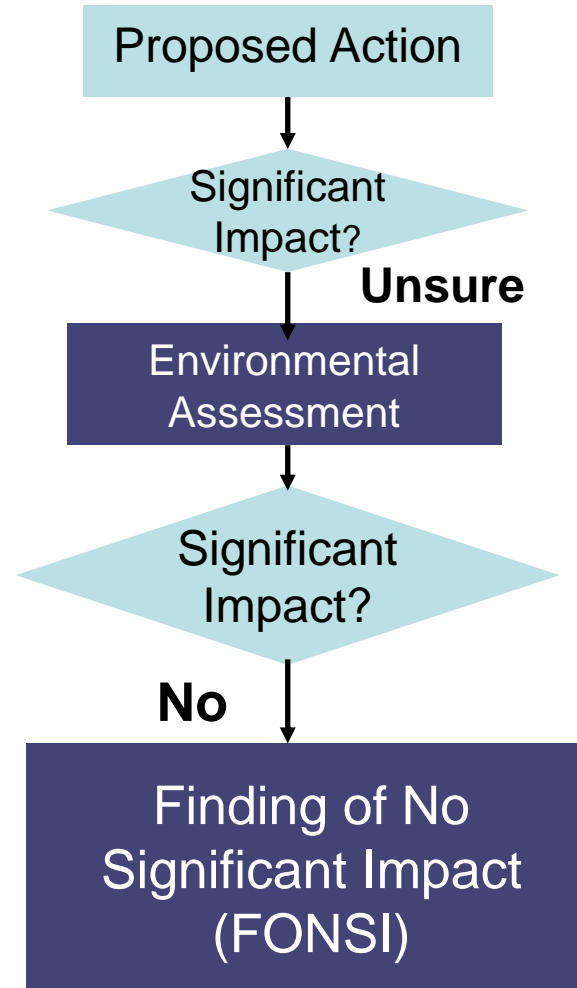 Proposed Action
Significant
Impact?
Unsure
Environmental
Assessment
Significant
Impact?
No
Finding of No
Significant Impact
(FONSI)